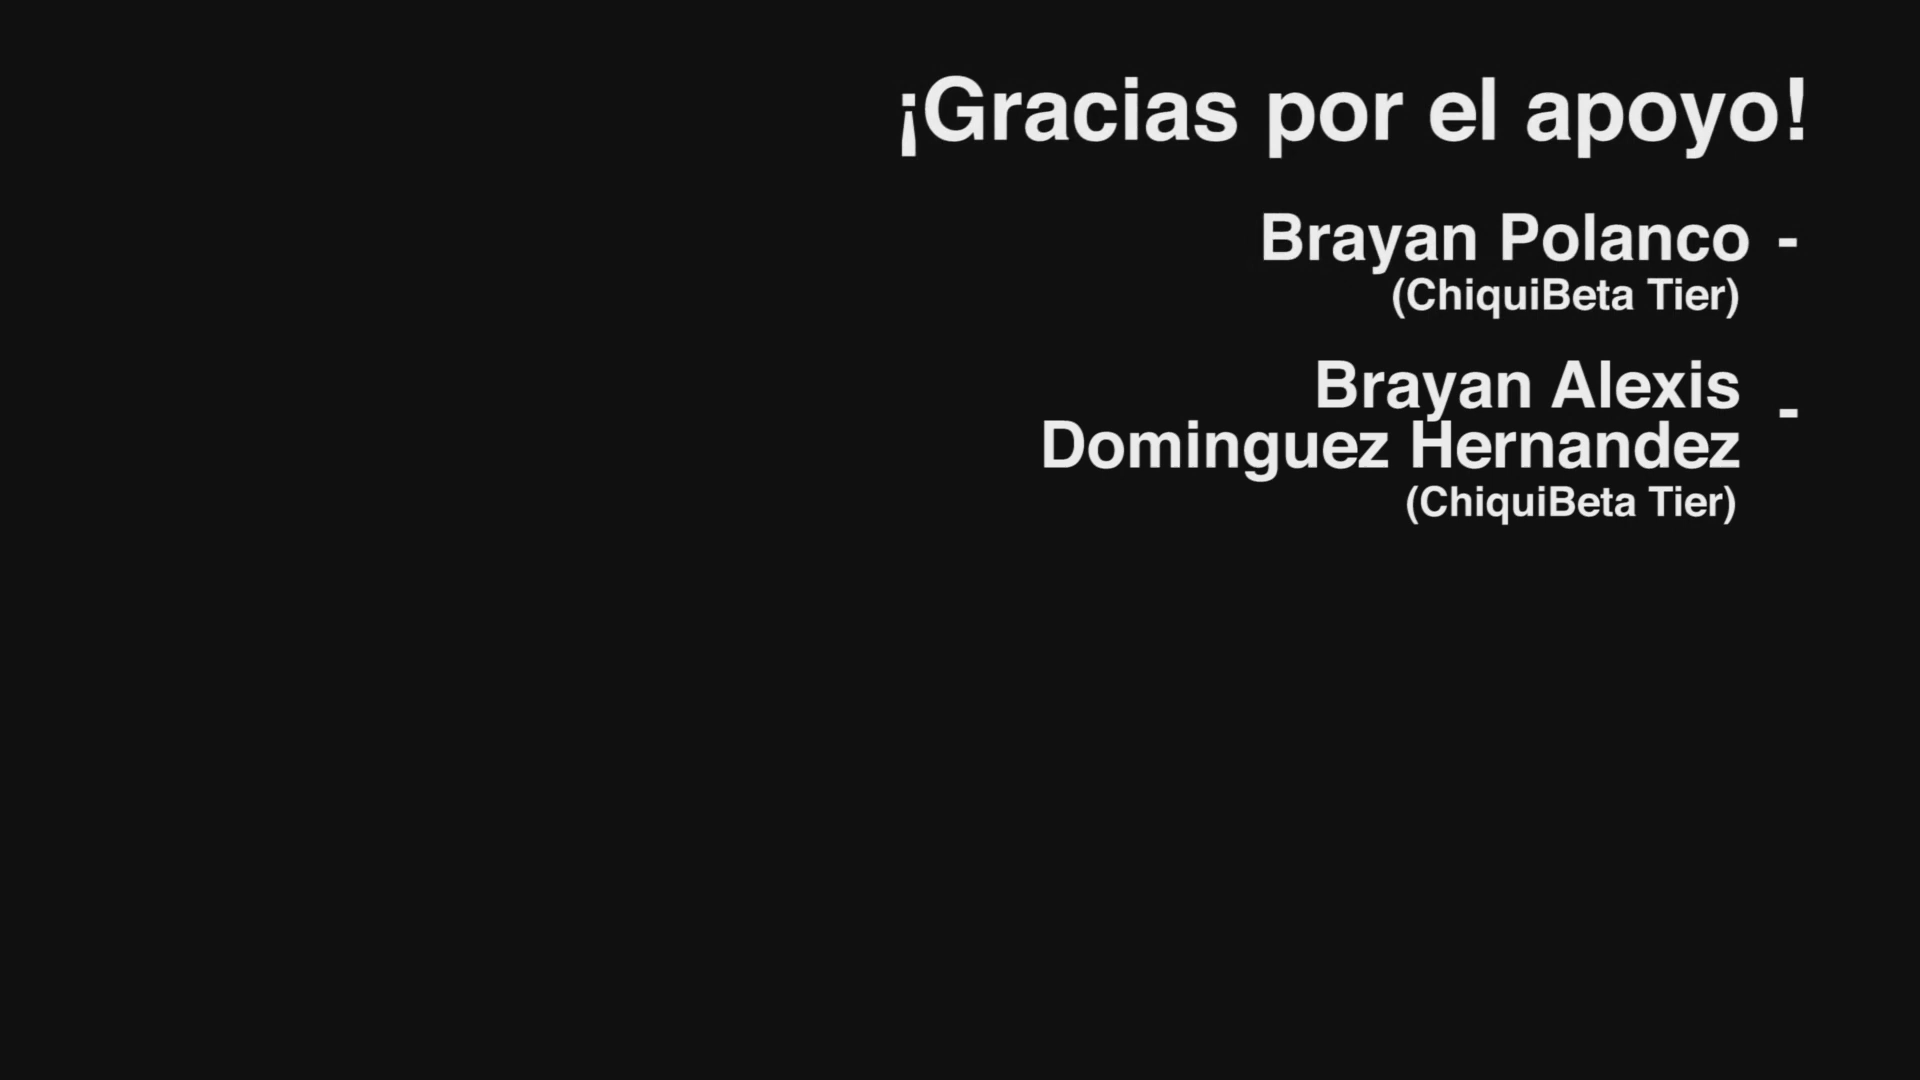 ¡Gracias por el apoyo!
Brayan Polanco -
(ChiquiBeta Tier)
Brayan Alexis
Dominguez Hernandez -
(ChiquiBeta Tier)